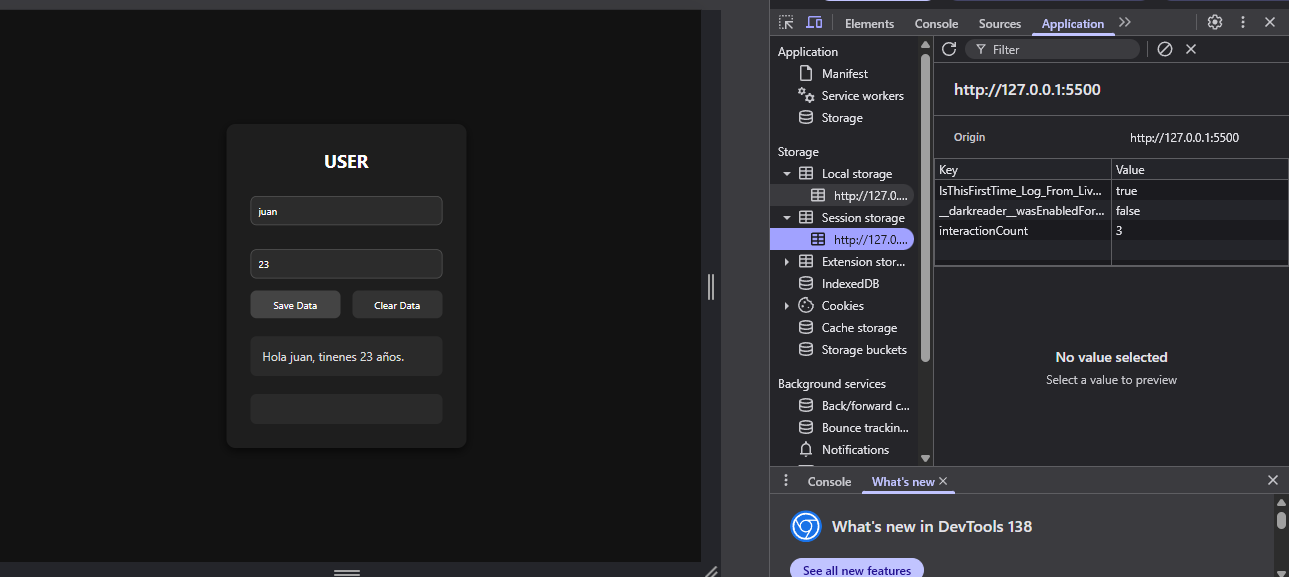 USER
juan
23
Save Data Clear Data
Hola juan, tinenes 23 años.
Elements Console Sources Application
Application
Manifest
Service workers
Storage
Storage
Local storage
http://127.0....
Session storage
http://127.0....
Extension stor...
IndexedDB
Cookies
Cache storage
Storage buckets
Background services
Back/forward c...
Bounce trackin...
Notifications
Filter
http://127.0.0.1:5500
Origin http://127.0.0.1:5500
Key Value
IsThisFirstTime_Log_From_Liv... true
__darkreader__wasEnabledFor... false
interactionCount 3
No value selected
Select a value to preview
Console What's new
What's new in DevTools 138
See all new features